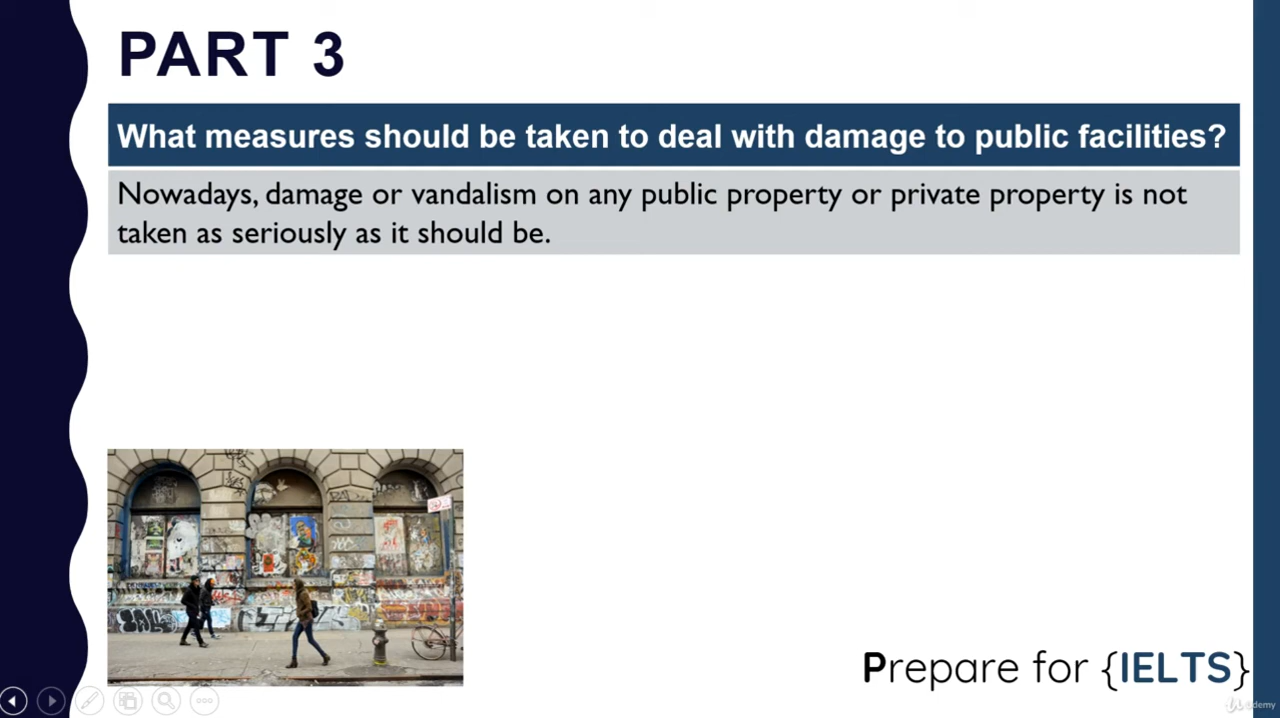 PART 3
What measures should be taken to deal with damage to public facilities?
Nowadays, damage or vandalism on any public property or private property is not
taken as seriously as it should be.
Prepare for {IELTS}
Udemy